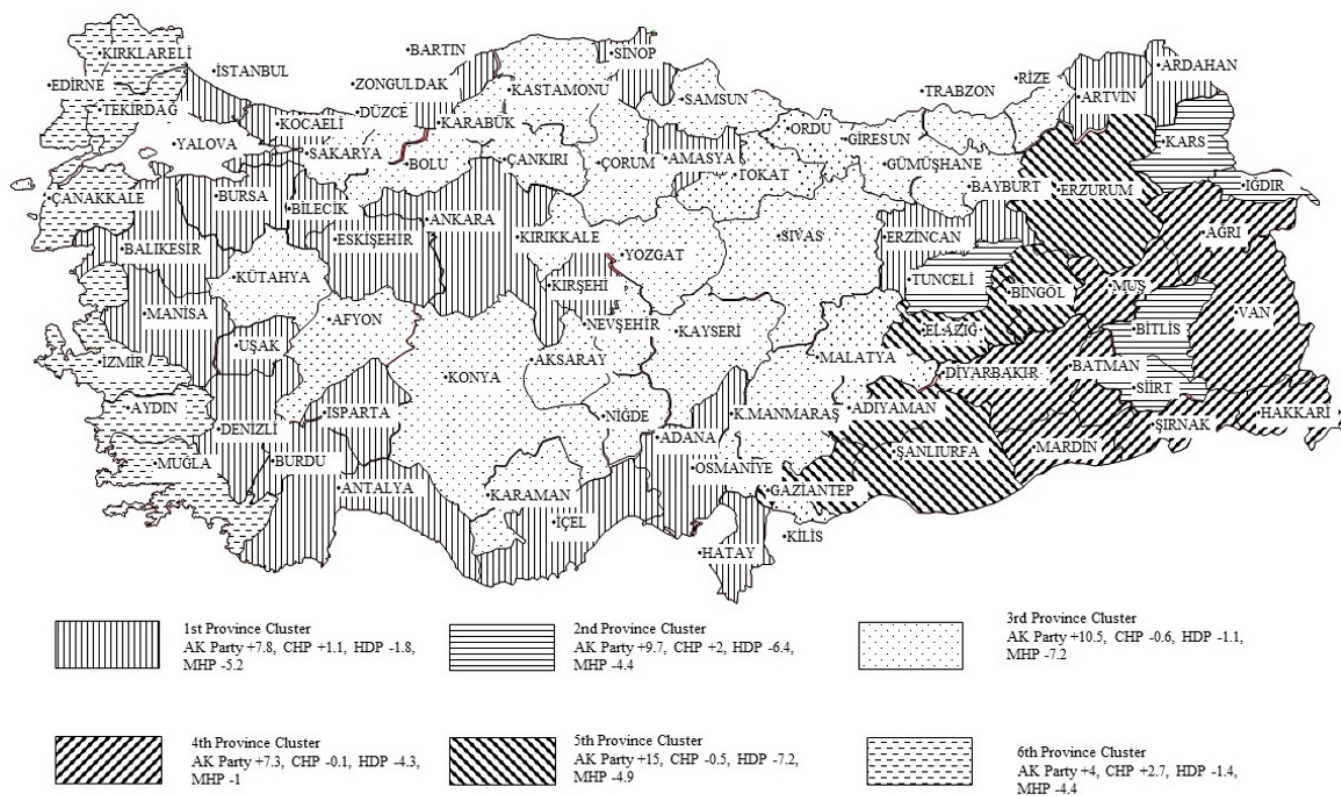 •BARTIN
•SINOP
•KIRKLARELİ
•İSTANBUL
•ARDAHAN
•EDİRNE
•ZONGULDAK
•KASTAMONU
•RİZE
•TRABZON
•SAMSUN
•ARTVİN
•TEKİRDAĞ
•DÜZCE
•KARABÜK
•KOCAELİ
•ORDU
•GİRESUN
•KARS
•YALOVA
•SAKARYA
•BOLU
•ÇANKIRI
•ÇORUM
•AMASYA
•TOKAT
•GÜMÜŞHANE
•BAYBURT
•ERZURUM
•IĞDIR
•ÇANAKKALE
•BURSA
•BİLECİK
•ANKARA
•ESKİŞEHİR
•KIRIKKALE
•SİVAS
•ERZİNCAN
•AĞRI
•BALIKESIR
•YOZGAT
•KÜTAHYA
•TUNCELİ
•KIRŞEHİ
•BİNGÖL
•MUŞ
•MANİSA
•AFYON
•NEVŞEHİR
•KAYSERİ
•ELAZIĞ
•BİTLİS
•VAN
•UŞAK
•İZMİR
•AKSARAY
•MALATYA
•KONYA
•DİYARBAKIR
•BATMAN
•SİİRT
•AYDIN
•ISPARTA
•NİĞDE
•K.MANMARAŞ
•ADIYAMAN
•HAKKARİ
•DENİZLİ
•ADANA
•ŞIRNAK
•MUĞLA
•BURDU
•OSMANİYE
•ŞANLIURFA
•MARDİN
•ANTALYA
•KARAMAN
•GAZİANTEP
•İÇEL
•KİLİS
•HATAY
1st Province Cluster
AK Party +7.8, CHP +1.1, HDP -1.8,
MHP -5.2
2nd Province Cluster
AK Party +9.7, CHP +2, HDP -6.4,
MHP -4.4
3rd Province Cluster
AK Party +10.5, CHP -0.6, HDP -1.1,
MHP -7.2
4th Province Cluster
AK Party +7.3, CHP -0.1, HDP -4.3,
MHP -1
5th Province Cluster
AK Party +15, CHP -0.5, HDP -7.2,
MHP -4.9
6th Province Cluster
AK Party +4, CHP +2.7, HDP -1.4,
MHP -4.4